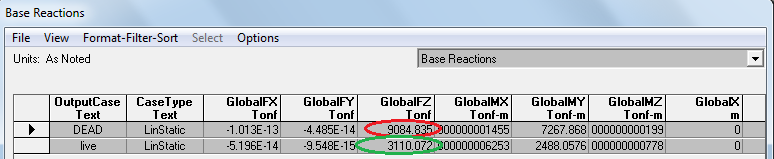 Base Reactions
File View Format-Filter-Sort Select Options
Units: As Noted
Base Reactions
OutputCase CaseType GlobalFX GlobalFY GlobalFZ GlobalMX GlobalMY GlobalMZ GlobalX
Text Text Tonf Tonf Tonf Tonf-m Tonf-m Tonf-m m
DEAD LinStatic -1.013E-13 -4.485E-14 9084.835 000000001455 7267.868 000000000199 0
live LinStatic -5.196E-14 -9.548E-15 3110.072 000000006253 2488.0576 000000000778 0